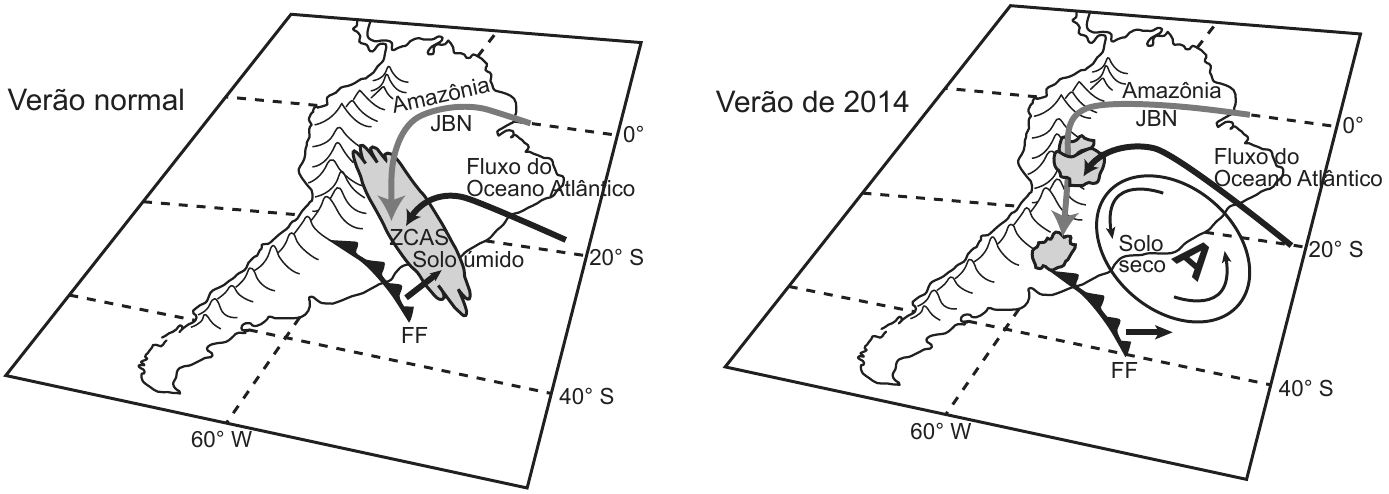 Verão normal
Amazônia
JBN
0°
Fluxo do
Oceano Atlântico
ZCAS
Solo úmido
20° S
FF
40° S
60° W
Verão de 2014
Amazônia
JBN
0°
Fluxo do
Oceano Atlântico
Solo
seco
A
20° S
FF
40° S
60° W